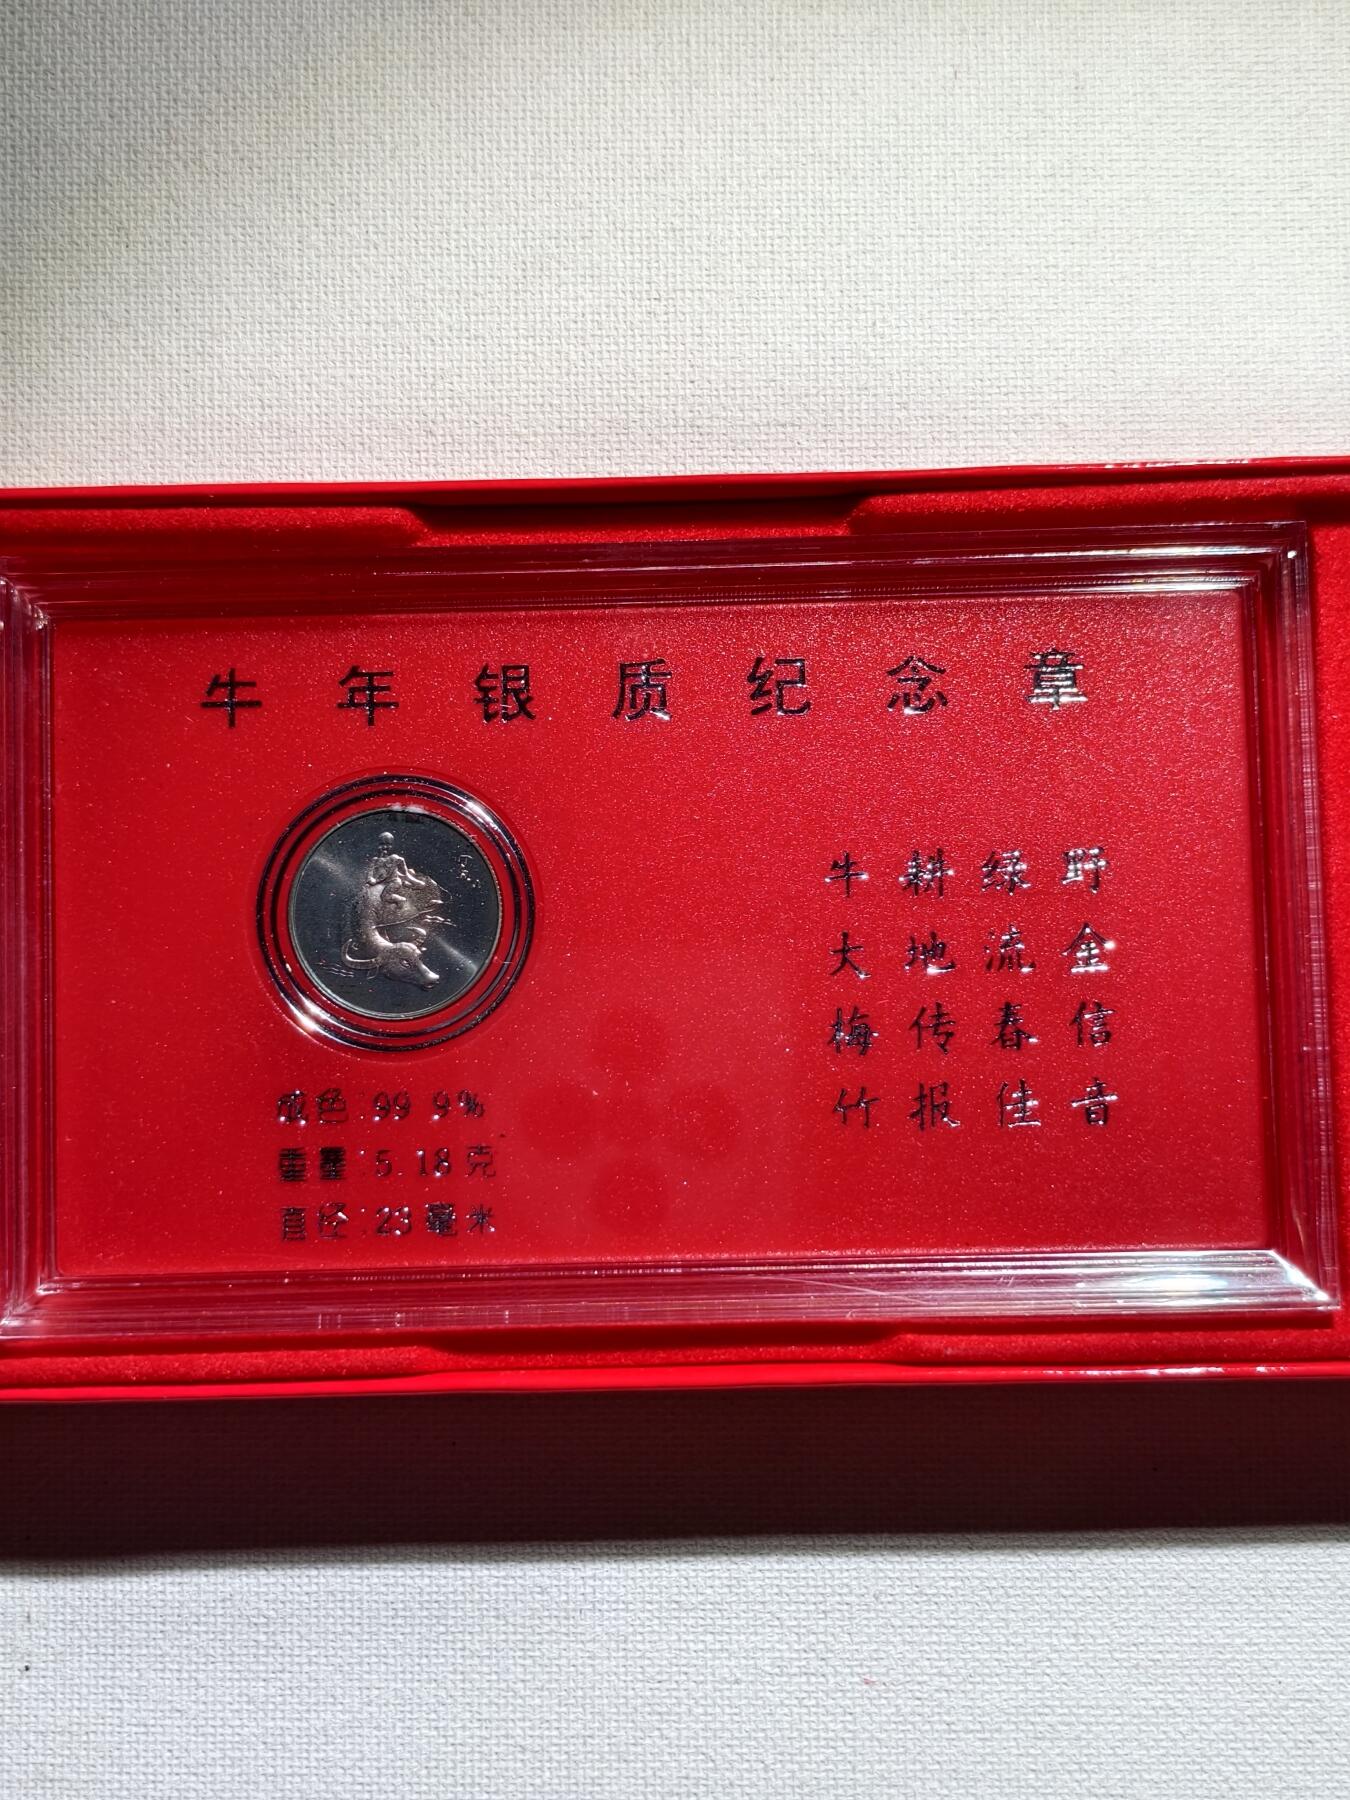 牛年银质纪念章
牛耕绿野
大地流金
梅传春信
竹报佳音
成色:99.9%
重量:5.18克
直径:23毫米